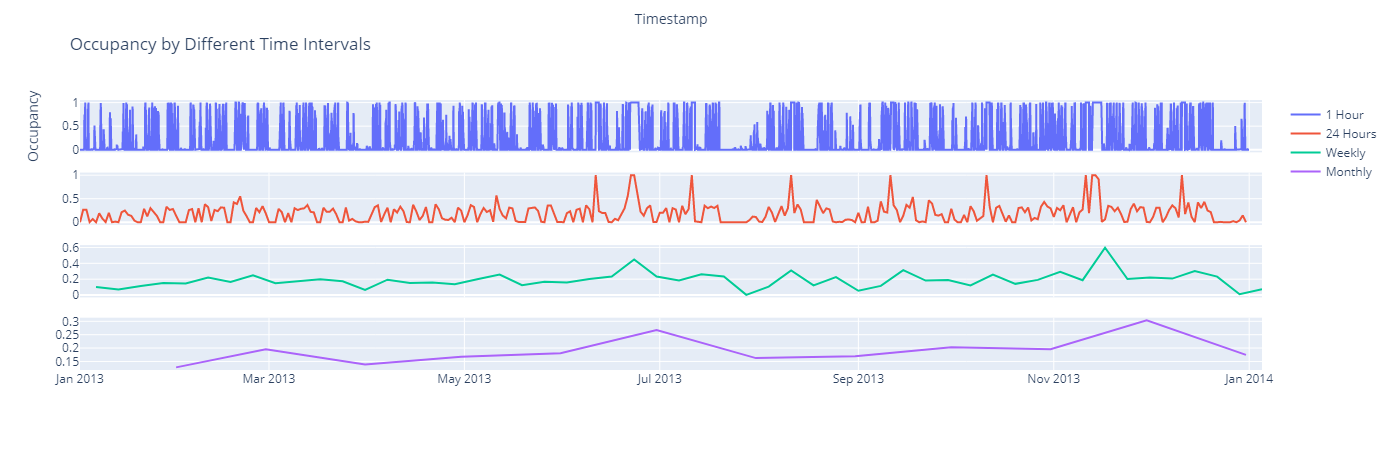 Timestamp
Occupancy by Different Time Intervals
Occupancy
1
0.5
0
1
0.5
0
0.6
0.4
0.2
0
0.3
0.25
0.2
0.15
Jan 2013 Mar 2013 May 2013 Jul 2013 Sep 2013 Nov 2013 Jan 2014
1 Hour
24 Hours
Weekly
Monthly